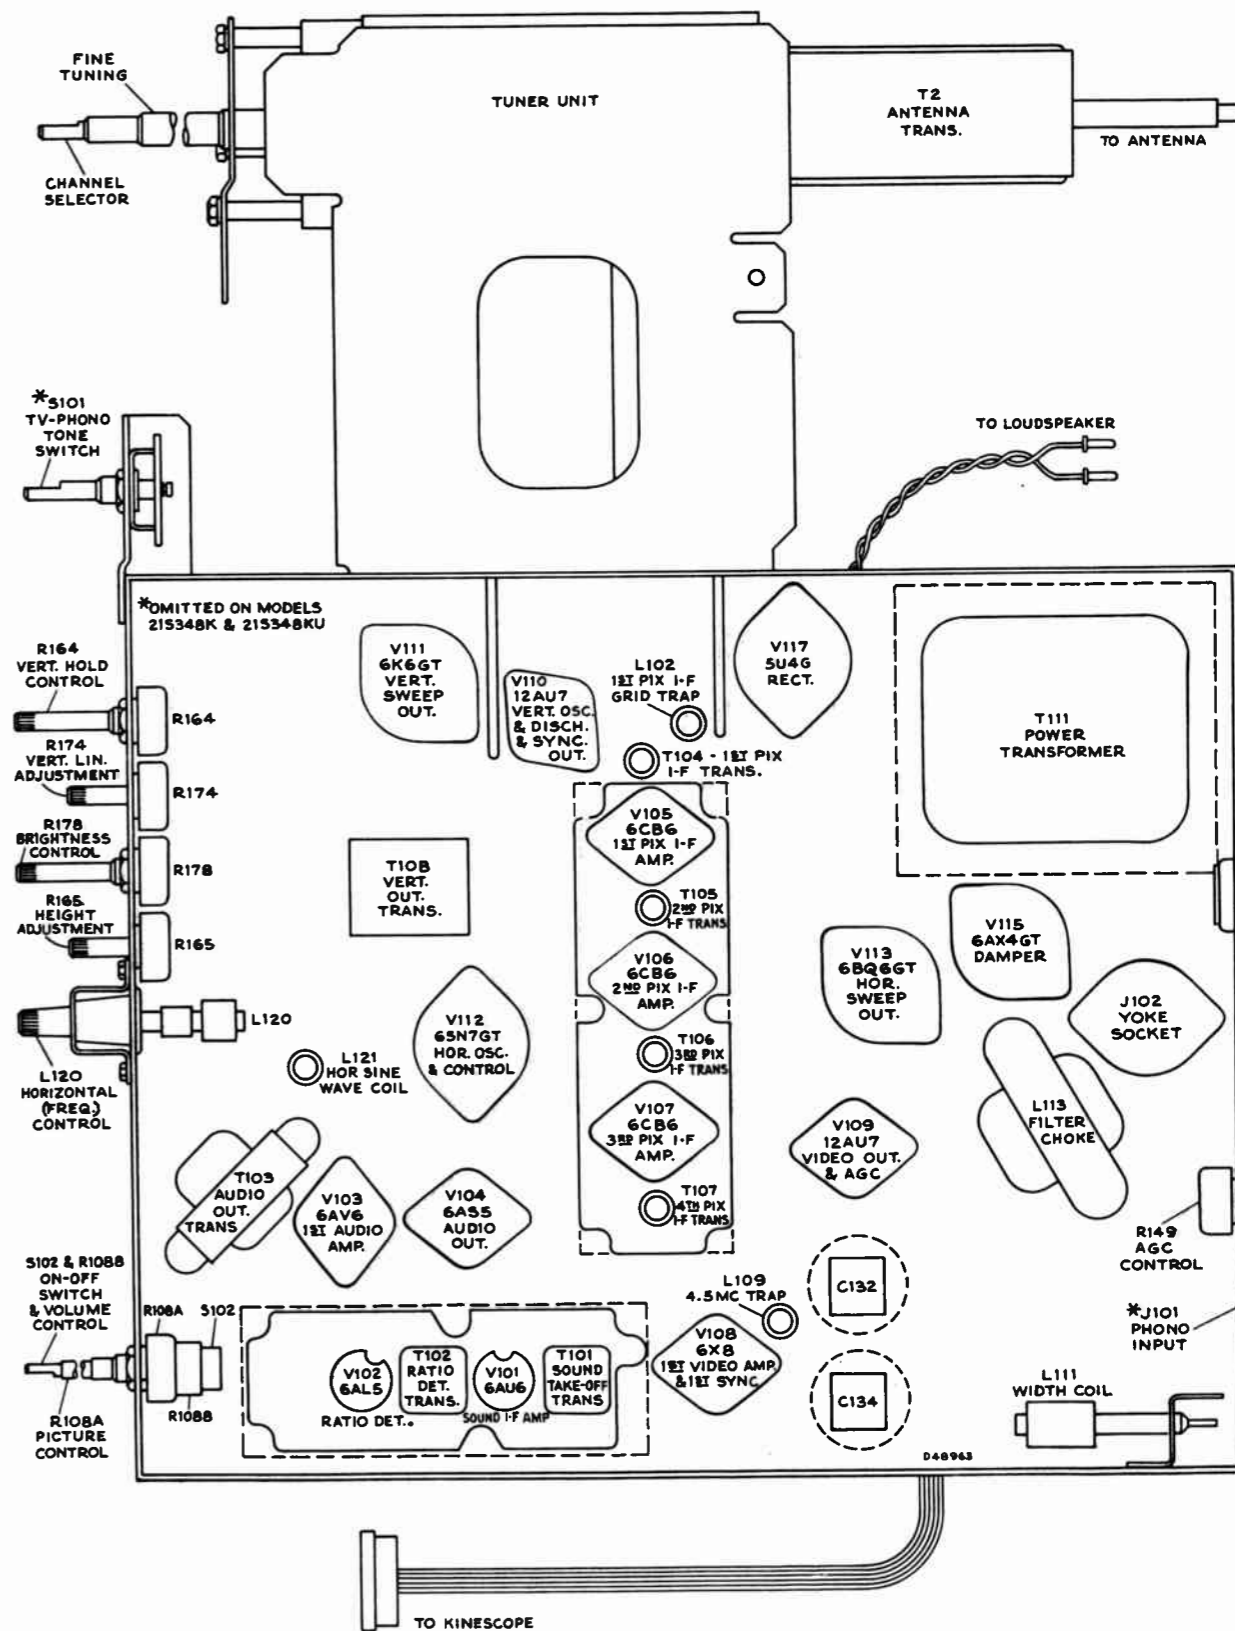 FINE
TUNING
CHANNEL
SELECTOR
TUNER UNIT
T2
ANTENNA
TRANS.
TO ANTENNA
*S101
TV-PHONO
TONE
SWITCH
TO LOUDSPEAKER
*OMITTED ON MODELS
21S348K & 21S348KU
R164
VERT. HOLD
CONTROL
R164
R174
VERT. LIN.
ADJUSTMENT
R174
R178
BRIGHTNESS
CONTROL
R178
R165
HEIGHT
ADJUSTMENT
R165
L120
L120
HORIZONTAL
(FREQ.)
CONTROL
V111
6K6GT
VERT.
SWEEP
OUT.
V110
12AU7
VERT. OSC.
& DISCH.
& SYNC.
OUT.
L102
1ST PIX I-F
GRID TRAP
V117
5U4G
RECT.
T111
POWER
TRANSFORMER
T104 - 1ST PIX
I-F TRANS.
V105
6CB6
1ST PIX I-F
AMP.
T108
VERT.
OUT.
TRANS.
T105
2ND PIX
I-F TRANS
V106
6CB6
2ND PIX I-F
AMP.
V115
6AX4GT
DAMPER
V113
6BQ6GT
HOR.
SWEEP
OUT.
J102
YOKE
SOCKET
V112
6SN7GT
HOR. OSC.
& CONTROL
L121
HOR SINE
WAVE COIL
T106
3RD PIX
I-F TRANS
V107
6CB6
3RD PIX I-F
AMP.
V109
12AU7
VIDEO OUT.
& AGC
L113
FILTER
CHOKE
T103
AUDIO
OUT.
TRANS
V103
6AV6
1ST AUDIO
AMP.
V104
6AS5
AUDIO
OUT.
T107
4TH PIX
I-F TRANS
R149
AGC
CONTROL
S102 & R108B
ON-OFF
SWITCH
& VOLUME
CONTROL
R108A
S102
R108B
R108A
PICTURE
CONTROL
L109
4.5 MC TRAP
C132
*J101
PHONO
INPUT
V102
6AL5
RATIO DET.
T102
RATIO
DET.
TRANS.
V101
6AU6
SOUND I-F AMP
T101
SOUND
TAKE-OFF
TRANS
V108
6X8
1ST VIDEO AMP.
& 1ST SYNC.
C134
L111
WIDTH COIL
D48963
TO KINESCOPE